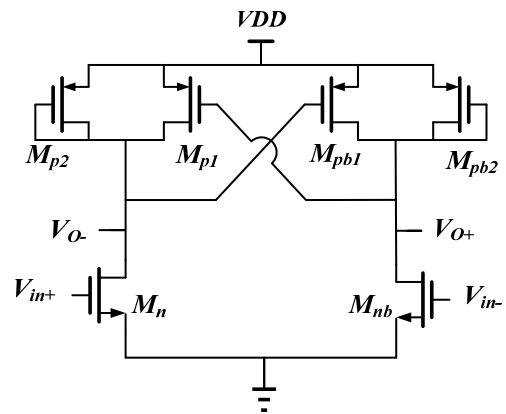 VDD
Mp2
Mp1
Mpb1
Mpb2
VO-
VO+
Vin+
Mn
Mnb
Vin-